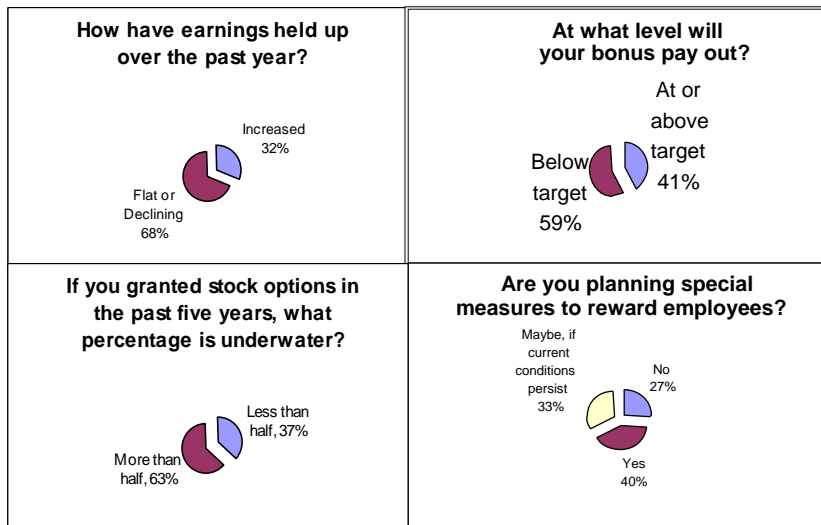 How have earnings held up
over the past year?
Increased
32%
Flat or
Declining
68%
At what level will
your bonus pay out?
At or
above
target
41%
Below
target
59%
If you granted stock options in
the past five years, what
percentage is underwater?
Less than
half, 37%
More than
half, 63%
Are you planning special
measures to reward employees?
Maybe, if
current
conditions
persist
33%
No
27%
Yes
40%